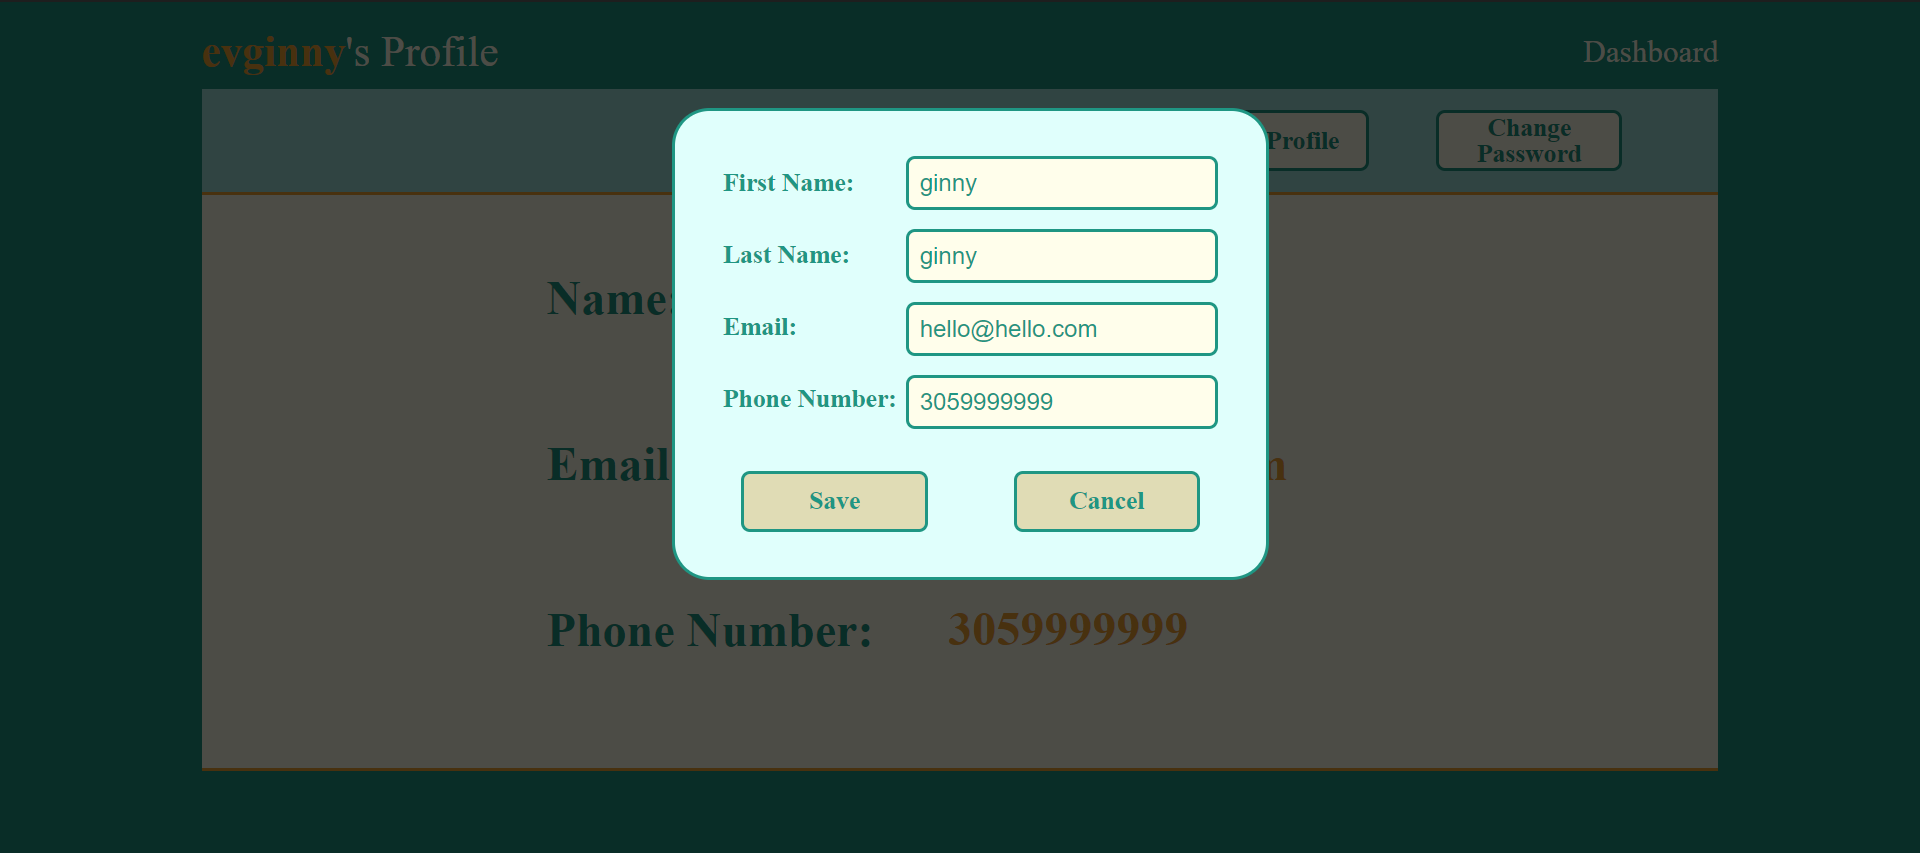 evginny's Profile
Dashboard
Profile
Change
Password
First Name: ginny
Last Name: ginny
Email: hello@hello.com
Phone Number: 3059999999
Save
Cancel
Name:
Email
Phone Number: 3059999999